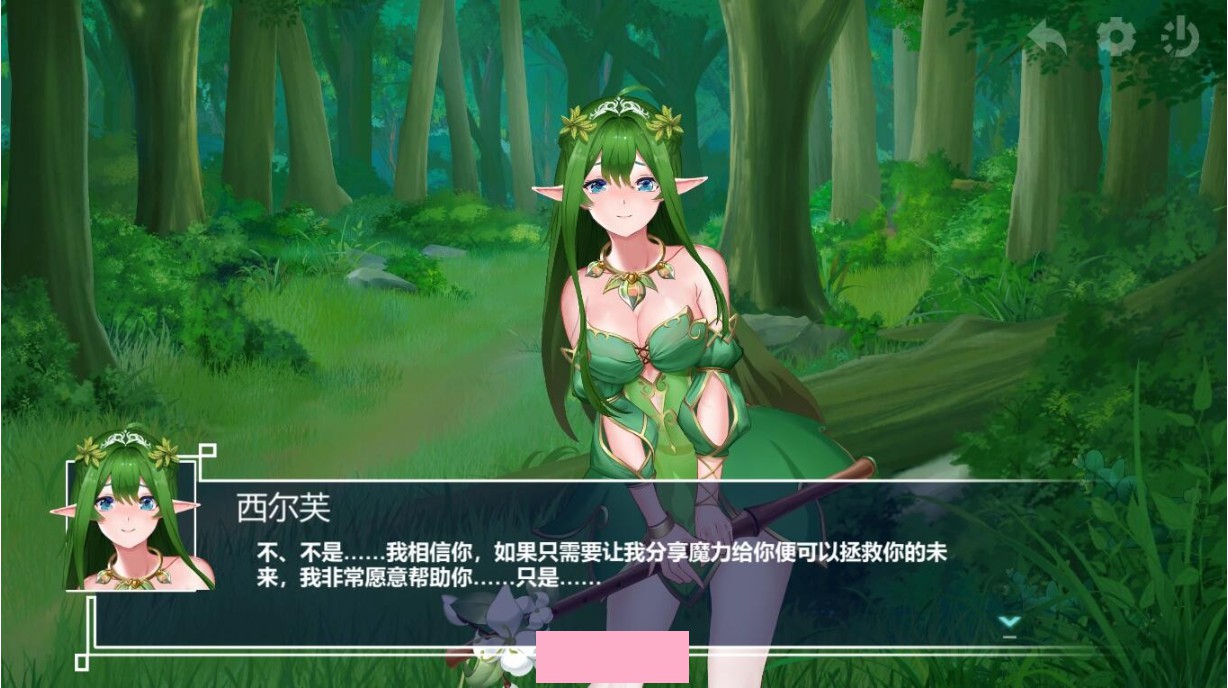 西尔芙
不、不是……我相信你，如果只需要让我分享魔力给你便可以拯救你的未
来，我非常愿意帮助你……只是……